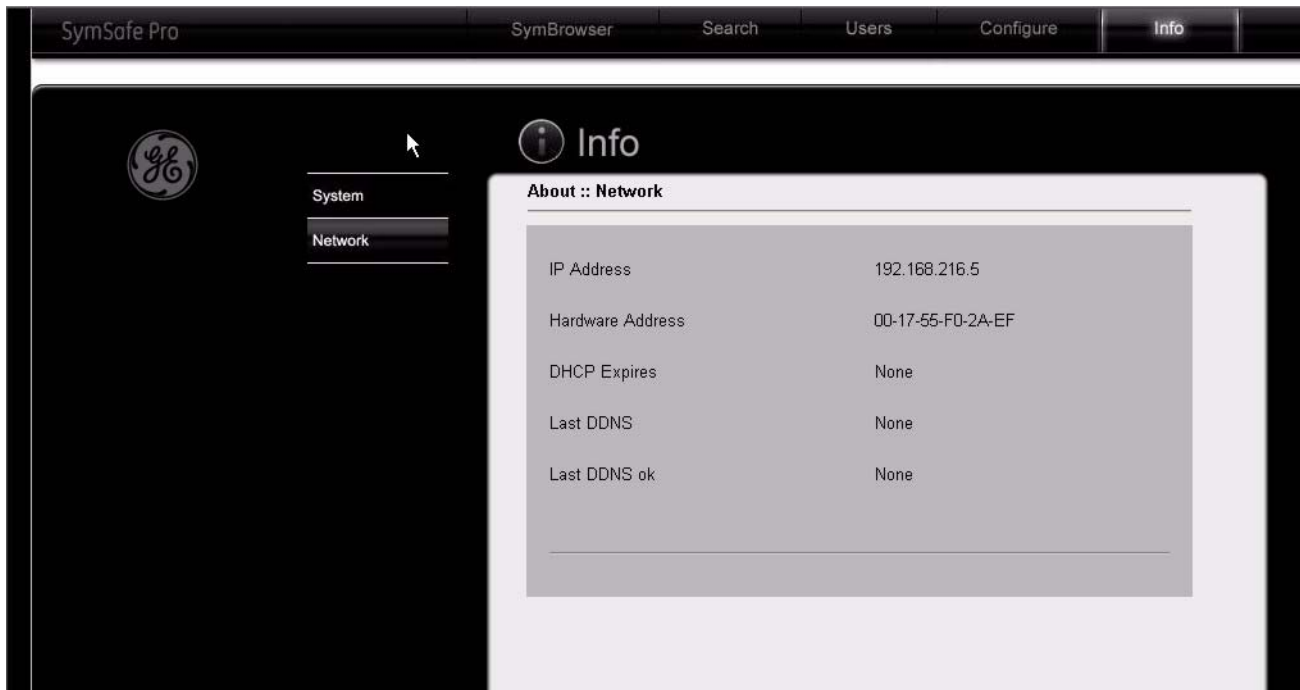 SymSafe Pro
SymBrowser Search Users Configure Info
Info
System
Network
About :: Network
IP Address 192.168.216.5
Hardware Address 00-17-55-F0-2A-EF
DHCP Expires None
Last DDNS None
Last DDNS ok None
GE